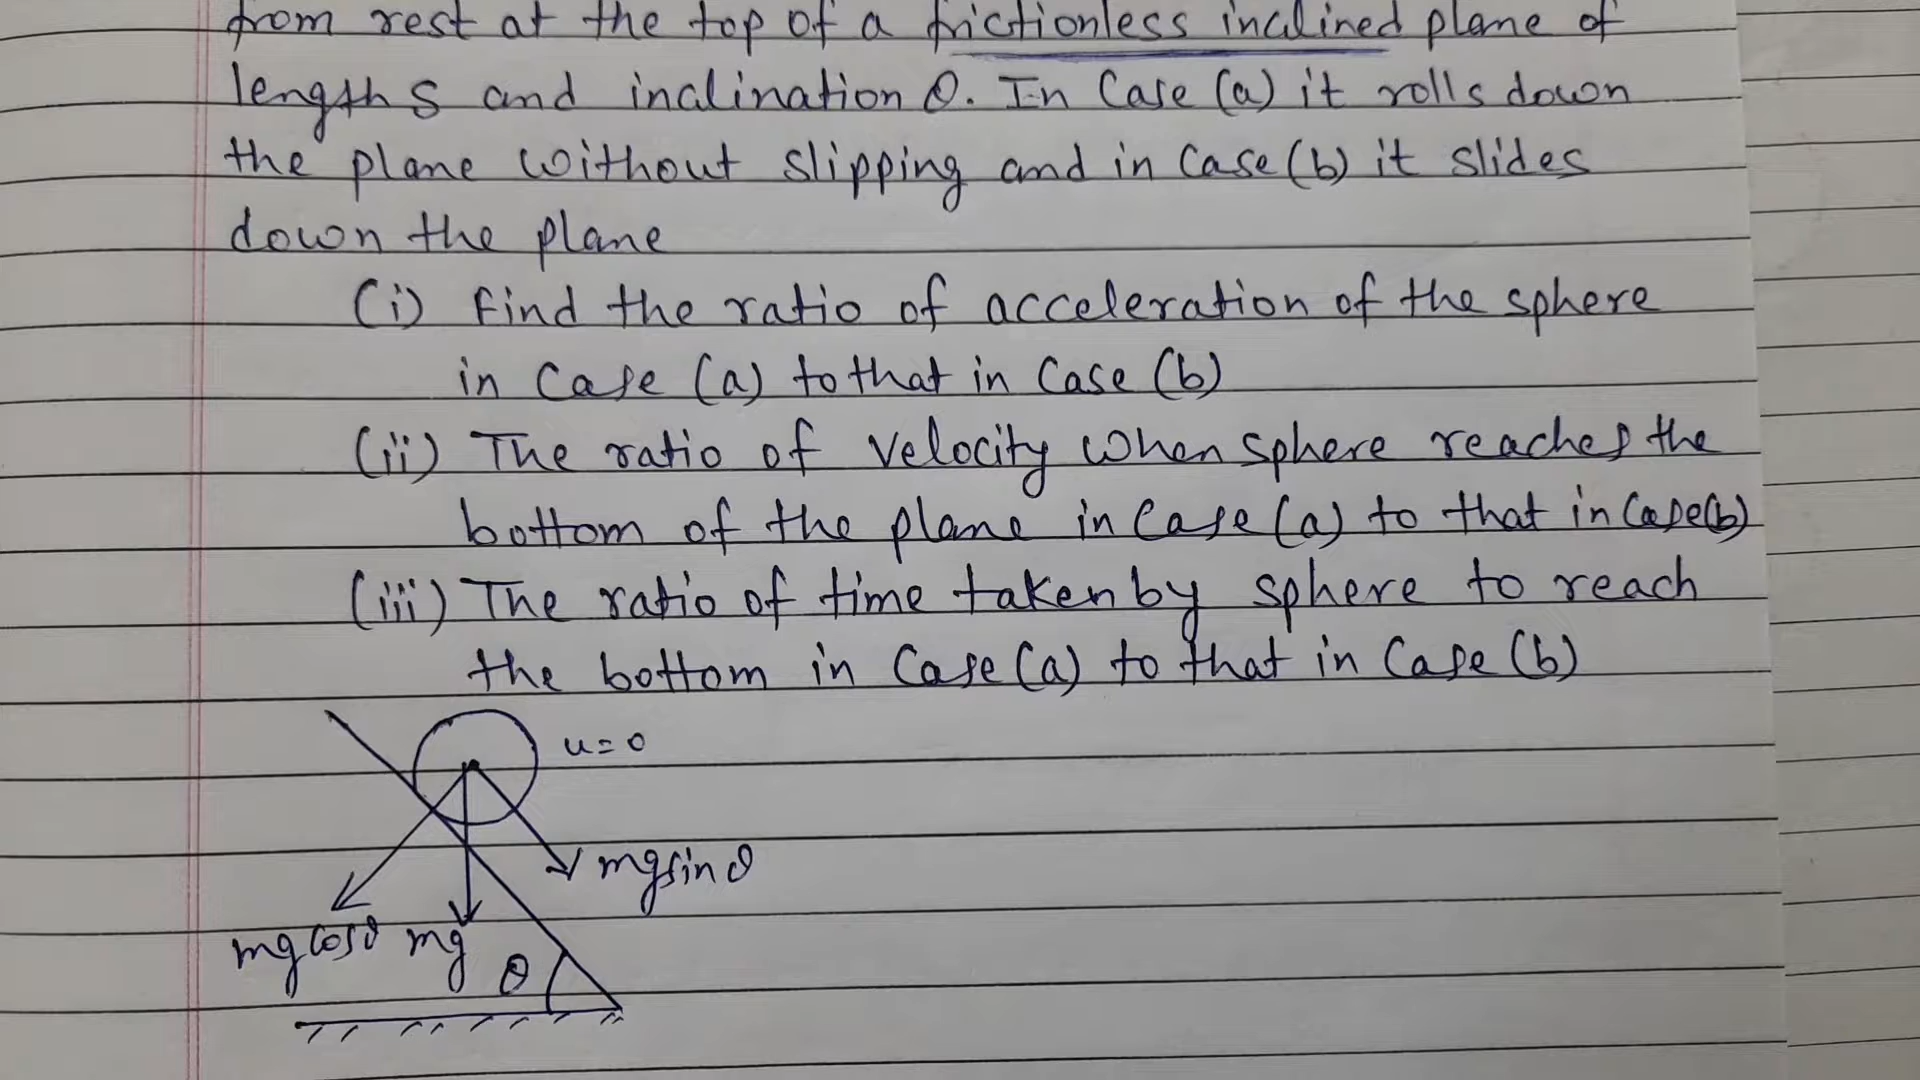 from rest at the top of a frictionless inclined plane of
length S and inclination θ. In Case (a) it rolls down
the plane without slipping and in Case (b) it slides
down the plane
(i) Find the ratio of acceleration of the sphere
in Case (a) to that in Case (b)
(ii) The ratio of velocity when sphere reaches the
bottom of the plane in Case (a) to that in Case (b)
(iii) The ratio of time taken by sphere to reach
the bottom in Case (a) to that in Case (b)
u=0
mg sin θ
mg cos θ mg
θ